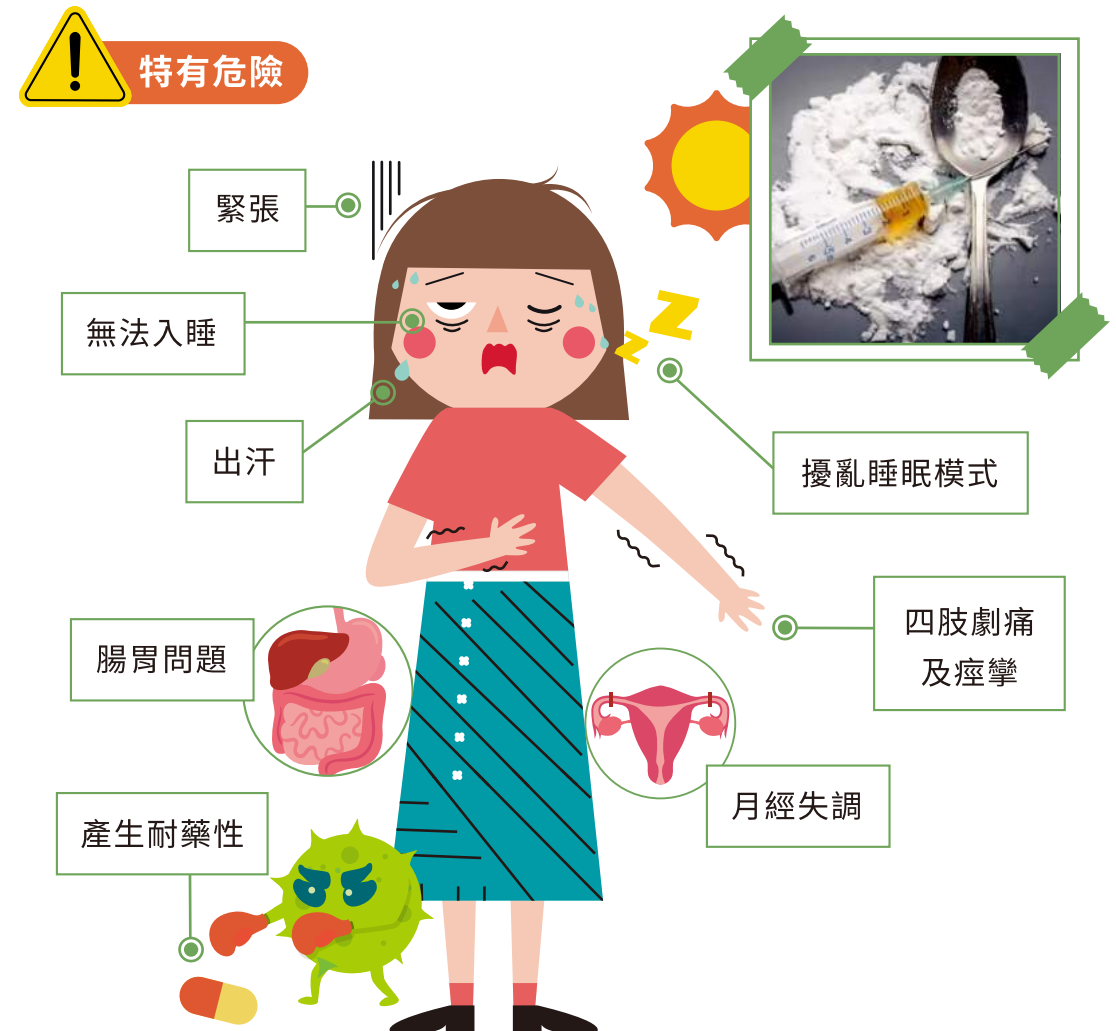 特有危險
緊張
無法入睡
出汗
擾亂睡眠模式
四肢劇痛
及痙攣
腸胃問題
月經失調
產生耐藥性